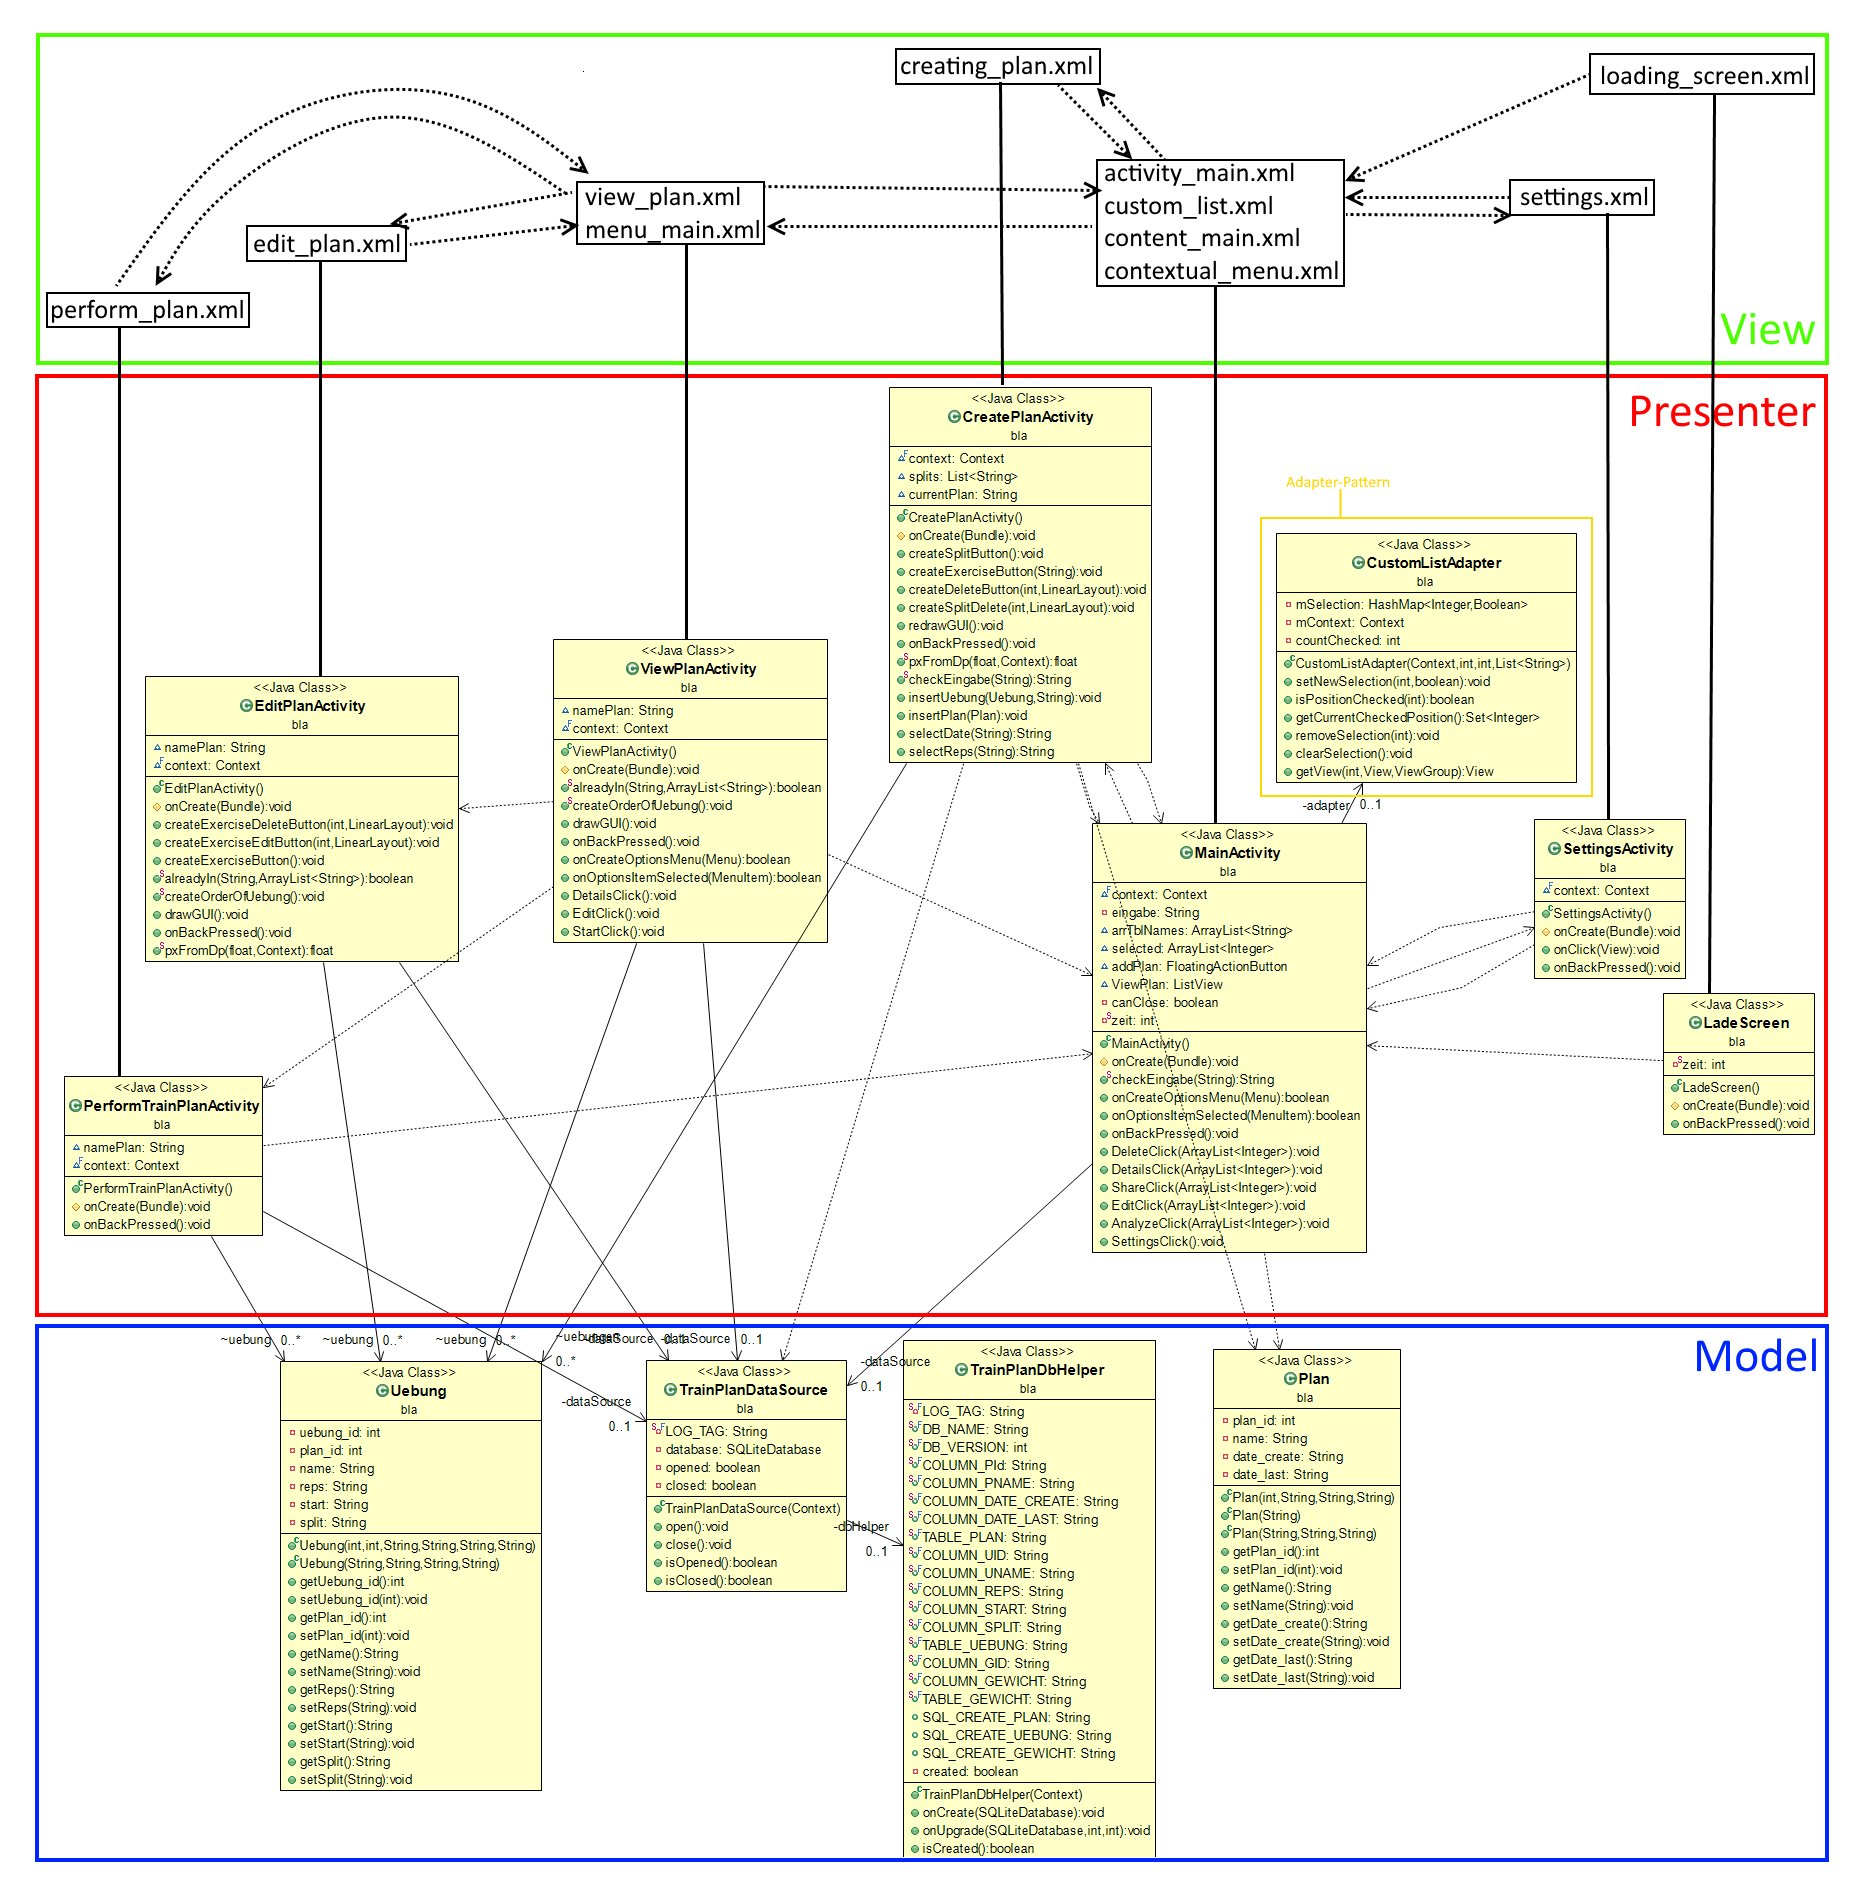 creating_plan.xml
loading_screen.xml
activity_main.xml
custom_list.xml
content_main.xml
contextual_menu.xml
settings.xml
view_plan.xml
menu_main.xml
edit_plan.xml
perform_plan.xml
View
Presenter
<<Java Class>>
CreatePlanActivity
bla
context: Context
splits: List<String>
currentPlan: String
CreatePlanActivity()
onCreate(Bundle):void
createSplitButton():void
createExerciseButton(String):void
createDeleteButton(int,LinearLayout):void
createSplitDelete(int,LinearLayout):void
redrawGUI():void
onBackPressed():void
pxFromDp(float,Context):float
checkEingabe(String):String
insertUebung(Uebung,String):void
insertPlan(Plan):void
selectDate(String):String
selectReps(String):String
Adapter-Pattern
<<Java Class>>
CustomListAdapter
bla
mSelection: HashMap<Integer,Boolean>
mContext: Context
countChecked: int
CustomListAdapter(Context,int,int,List<String>)
setNewSelection(int,boolean):void
isPositionChecked(int):boolean
getCurrentCheckedPosition():Set<Integer>
removeSelection(int):void
clearSelection():void
getView(int,View,ViewGroup):View
-adapter 0..1
<<Java Class>>
ViewPlanActivity
bla
namePlan: String
context: Context
ViewPlanActivity()
onCreate(Bundle):void
alreadyIn(String,ArrayList<String>):boolean
createOrderOfUebung():void
drawGUI():void
onBackPressed():void
onCreateOptionsMenu(Menu):boolean
onOptionsItemSelected(MenuItem):boolean
DetailsClick():void
EditClick():void
StartClick():void
<<Java Class>>
EditPlanActivity
bla
namePlan: String
context: Context
EditPlanActivity()
onCreate(Bundle):void
createExerciseDeleteButton(int,LinearLayout):void
createExerciseEditButton(int,LinearLayout):void
createExerciseButton():void
alreadyIn(String,ArrayList<String>):boolean
createOrderOfUebung():void
drawGUI():void
onBackPressed():void
pxFromDp(float,Context):float
<<Java Class>>
MainActivity
bla
context: Context
eingabe: String
arrTblNames: ArrayList<String>
selected: ArrayList<Integer>
addPlan: FloatingActionButton
ViewPlan: ListView
canClose: boolean
zeit: int
MainActivity()
onCreate(Bundle):void
checkEingabe(String):String
onCreateOptionsMenu(Menu):boolean
onOptionsItemSelected(MenuItem):boolean
onBackPressed():void
DeleteClick(ArrayList<Integer>):void
DetailsClick(ArrayList<Integer>):void
ShareClick(ArrayList<Integer>):void
EditClick(ArrayList<Integer>):void
AnalyzeClick(ArrayList<Integer>):void
SettingsClick():void
<<Java Class>>
SettingsActivity
bla
context: Context
SettingsActivity()
onCreate(Bundle):void
onClick(View):void
onBackPressed():void
<<Java Class>>
LadeScreen
bla
zeit: int
LadeScreen()
onCreate(Bundle):void
onBackPressed():void
<<Java Class>>
PerformTrainPlanActivity
bla
namePlan: String
context: Context
PerformTrainPlanActivity()
onCreate(Bundle):void
onBackPressed():void
Model
~uebung 0..*
~uebung 0..*
~uebung 0..*
~uebungen
0..*
-dataSource 0..1
-dataSource 0..1
-dataSource
0..1
-dataSource
0..1
<<Java Class>>
Uebung
bla
uebung_id: int
plan_id: int
name: String
reps: String
start: String
split: String
Uebung(int,int,String,String,String,String)
Uebung(String,String,String,String)
getUebung_id():int
setUebung_id(int):void
getPlan_id():int
setPlan_id(int):void
getName():String
setName(String):void
getReps():String
setReps(String):void
getStart():String
setStart(String):void
getSplit():String
setSplit(String):void
<<Java Class>>
TrainPlanDataSource
bla
LOG_TAG: String
database: SQLiteDatabase
opened: boolean
closed: boolean
TrainPlanDataSource(Context)
open():void
close():void
isOpened():boolean
isClosed():boolean
-dbHelper
0..1
<<Java Class>>
TrainPlanDbHelper
bla
LOG_TAG: String
DB_NAME: String
DB_VERSION: int
COLUMN_PId: String
COLUMN_PNAME: String
COLUMN_DATE_CREATE: String
COLUMN_DATE_LAST: String
TABLE_PLAN: String
COLUMN_UID: String
COLUMN_UNAME: String
COLUMN_REPS: String
COLUMN_START: String
COLUMN_SPLIT: String
TABLE_UEBUNG: String
COLUMN_GID: String
COLUMN_GEWICHT: String
TABLE_GEWICHT: String
SQL_CREATE_PLAN: String
SQL_CREATE_UEBUNG: String
SQL_CREATE_GEWICHT: String
created: boolean
TrainPlanDbHelper(Context)
onCreate(SQLiteDatabase):void
onUpgrade(SQLiteDatabase,int,int):void
isCreated():boolean
<<Java Class>>
Plan
bla
plan_id: int
name: String
date_create: String
date_last: String
Plan(int,String,String,String)
Plan(String)
Plan(String,String,String)
getPlan_id():int
setPlan_id(int):void
getName():String
setName(String):void
getDate_create():String
setDate_create(String):void
getDate_last():String
setDate_last(String):void